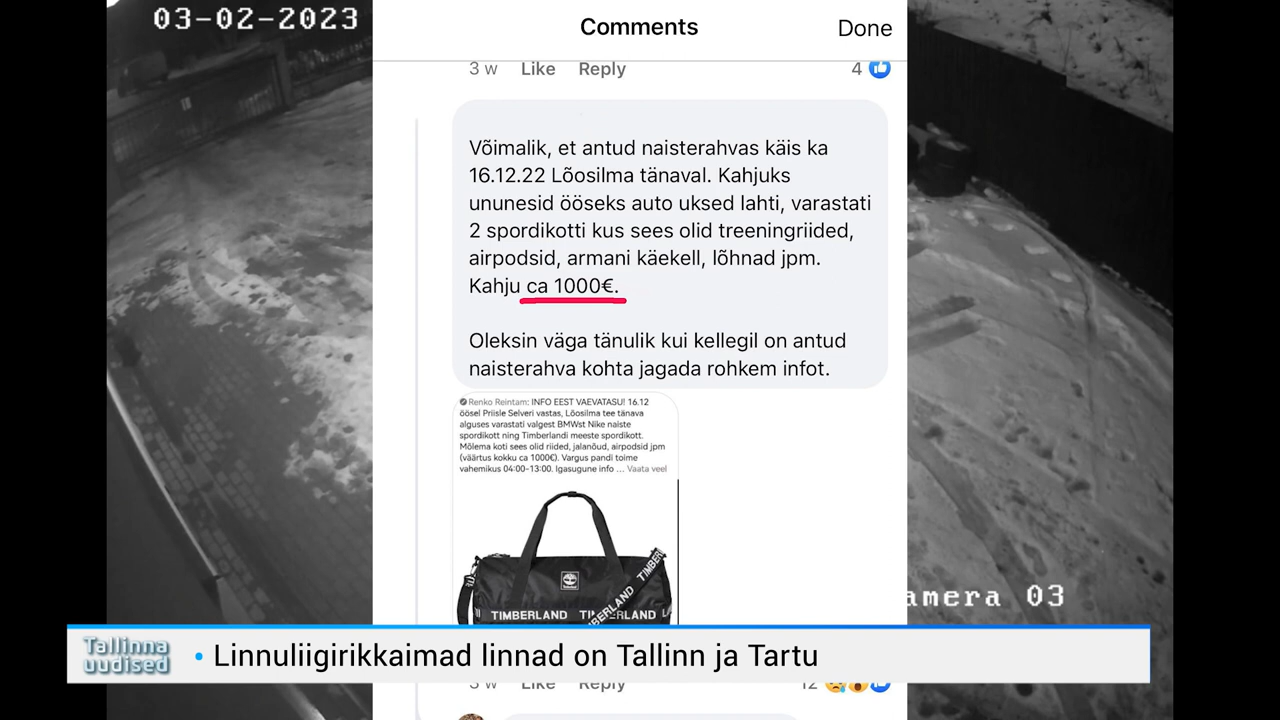 03-02-2023
Comments
Done
3 w Like Reply 4
Võimalik, et antud naisterahvas käis ka
16.12.22 Lõosilma tänaval. Kahjuks
ununesid ööseks auto uksed lahti, varastati
2 spordikotti kus sees olid treeningriided,
airpodsid, armani käekell, lõhnad jpm.
Kahju ca 1000€.
Oleksin väga tänulik kui kellegil on antud
naisterahva kohta jagada rohkem infot.
Renko Reintam: INFO EEST VAEVATASU! 16.12
öösel Priisle Selveri vastas, Lõosilma tee tänava
alguses varastati valgest BMWst Nike naiste
spordikott ning Timberlandi meeste spordikott.
Mõlema koti sees olid riided, jalanõud, airpodsid jpm
(väärtus kokku ca 1000€). Vargus pandi toime
vahemikus 04:00-13:00. Igasugune info ... Vaata veel
TIMBERLAND
TIMBERLAND
amera 03
Tallinna
uudised
• Linnuliigirikkaimad linnad on Tallinn ja Tartu
3 w Like Reply 12